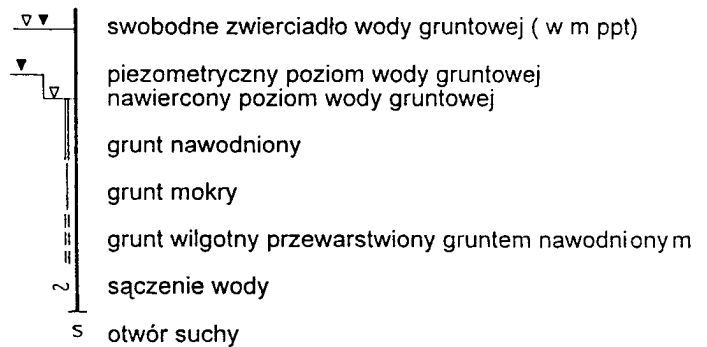 swobodne zwierciadło wody gruntowej ( w m ppt)
piezometryczny poziom wody gruntowej
nawiercony poziom wody gruntowej
grunt nawodniony
grunt mokry
grunt wilgotny przewarstwiony gruntem nawodnionym
sączenie wody
S otwór suchy